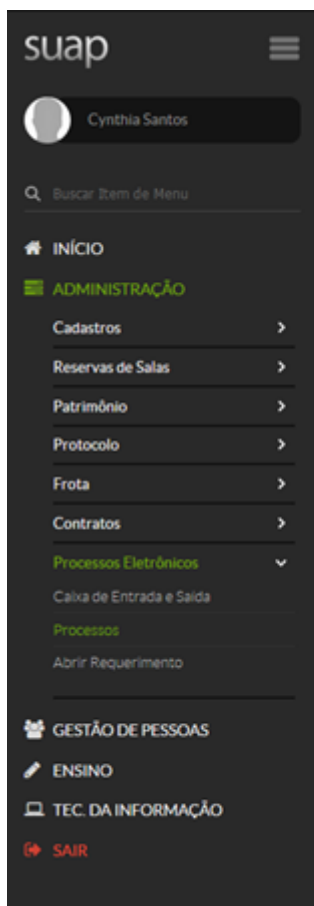 suap
Cynthia Santos
Buscar Item de Menu
INÍCIO
ADMINISTRAÇÃO
Cadastros
Reservas de Salas
Patrimônio
Protocolo
Frota
Contratos
Processos Eletrônicos
Caixa de Entrada e Saída
Processos
Abrir Requerimento
GESTÃO DE PESSOAS
ENSINO
TEC. DA INFORMAÇÃO
SAIR